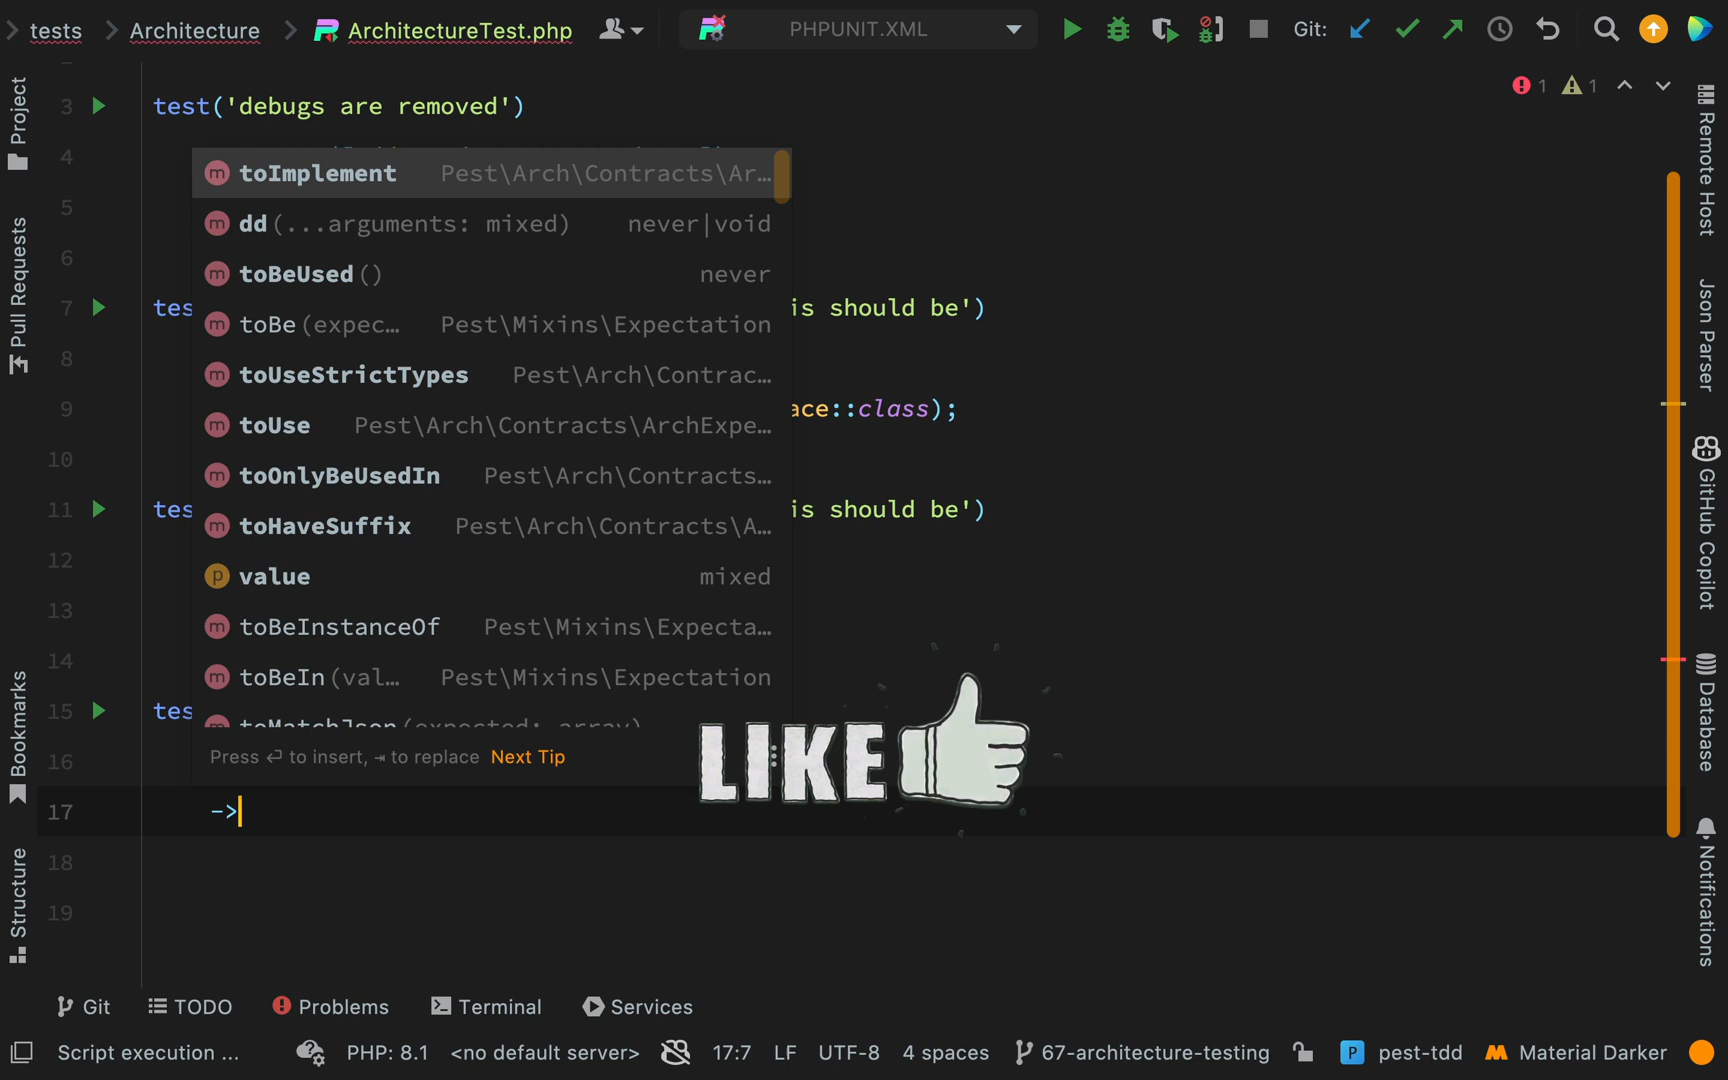 tests Architecture ArchitectureTest.php PHPUNIT.XML Git:
1 1
3 test('debugs are removed')
4
5
6
7 tes is should be')
8
9 ace::class);
10
11 tes is should be')
12
13
14
15 tes
16
17 ->
18
19
toImplement Pest\Arch\Contracts\Ar…
dd(...arguments: mixed) never|void
toBeUsed() never
toBe(expec… Pest\Mixins\Expectation
toUseStrictTypes Pest\Arch\Contrac…
toUse Pest\Arch\Contracts\ArchExpe…
toOnlyBeUsedIn Pest\Arch\Contracts…
toHaveSuffix Pest\Arch\Contracts\A…
value mixed
toBeInstanceOf Pest\Mixins\Expecta…
toBeIn(val… Pest\Mixins\Expectation
toMatchJson(expected: array)
Press ⏎ to insert, ⇥ to replace Next Tip
LIKE
Project
Pull Requests
Bookmarks
Structure
Remote Host
Json Parser
GitHub Copilot
Database
Notifications
Git TODO Problems Terminal Services
Script execution ... PHP: 8.1 <no default server> 17:7 LF UTF-8 4 spaces 67-architecture-testing P pest-tdd Material Darker